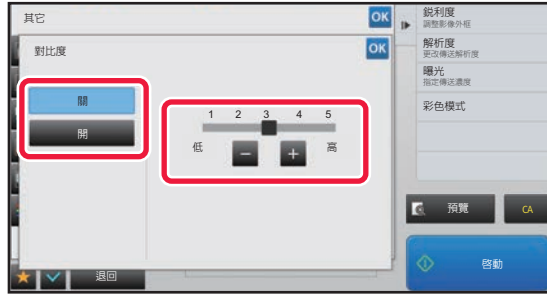 其它
OK
對比度
OK
關
開
1 2 3 4 5
低
高
退回
鋭利度
調整影像外框
解析度
更改傳送解析度
曝光
指定傳送濃度
彩色模式
預覽
CA
啓動